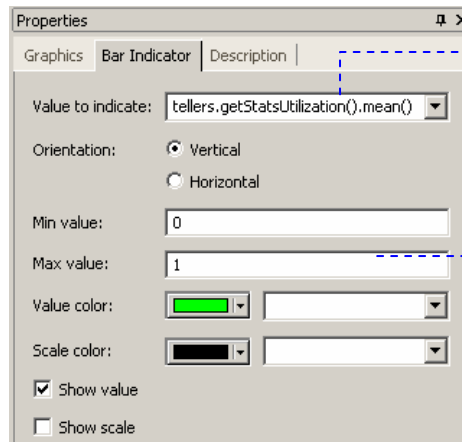 Properties
Graphics Bar Indicator Description
Value to indicate: tellers.getStatsUtilization().mean()
Orientation: Vertical
Horizontal
Min value: 0
Max value: 1
Value color:
Scale color:
Show value
Show scale